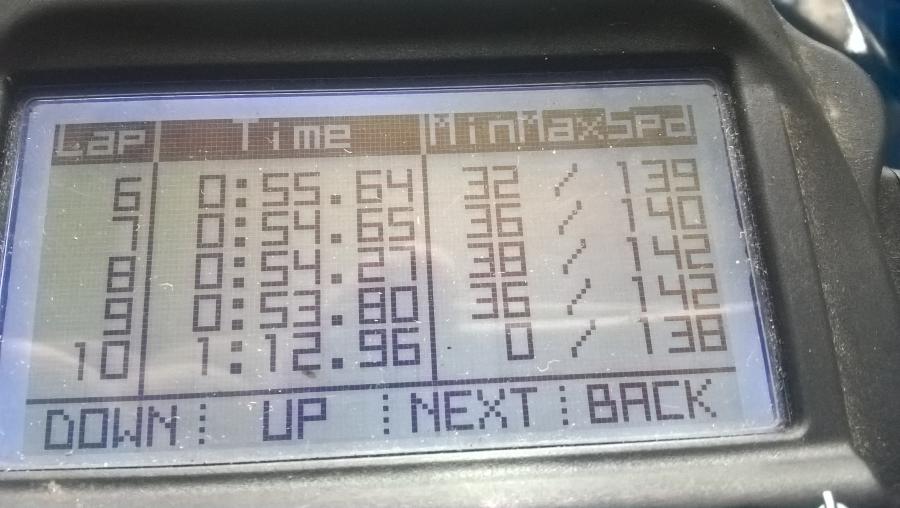 Lap Time MinMaxSpd
6 0:55.64 32 / 139
7 0:54.65 36 / 140
8 0:54.27 38 / 142
9 0:53.80 36 / 142
10 1:12.96 0 / 138
DOWN UP NEXT BACK